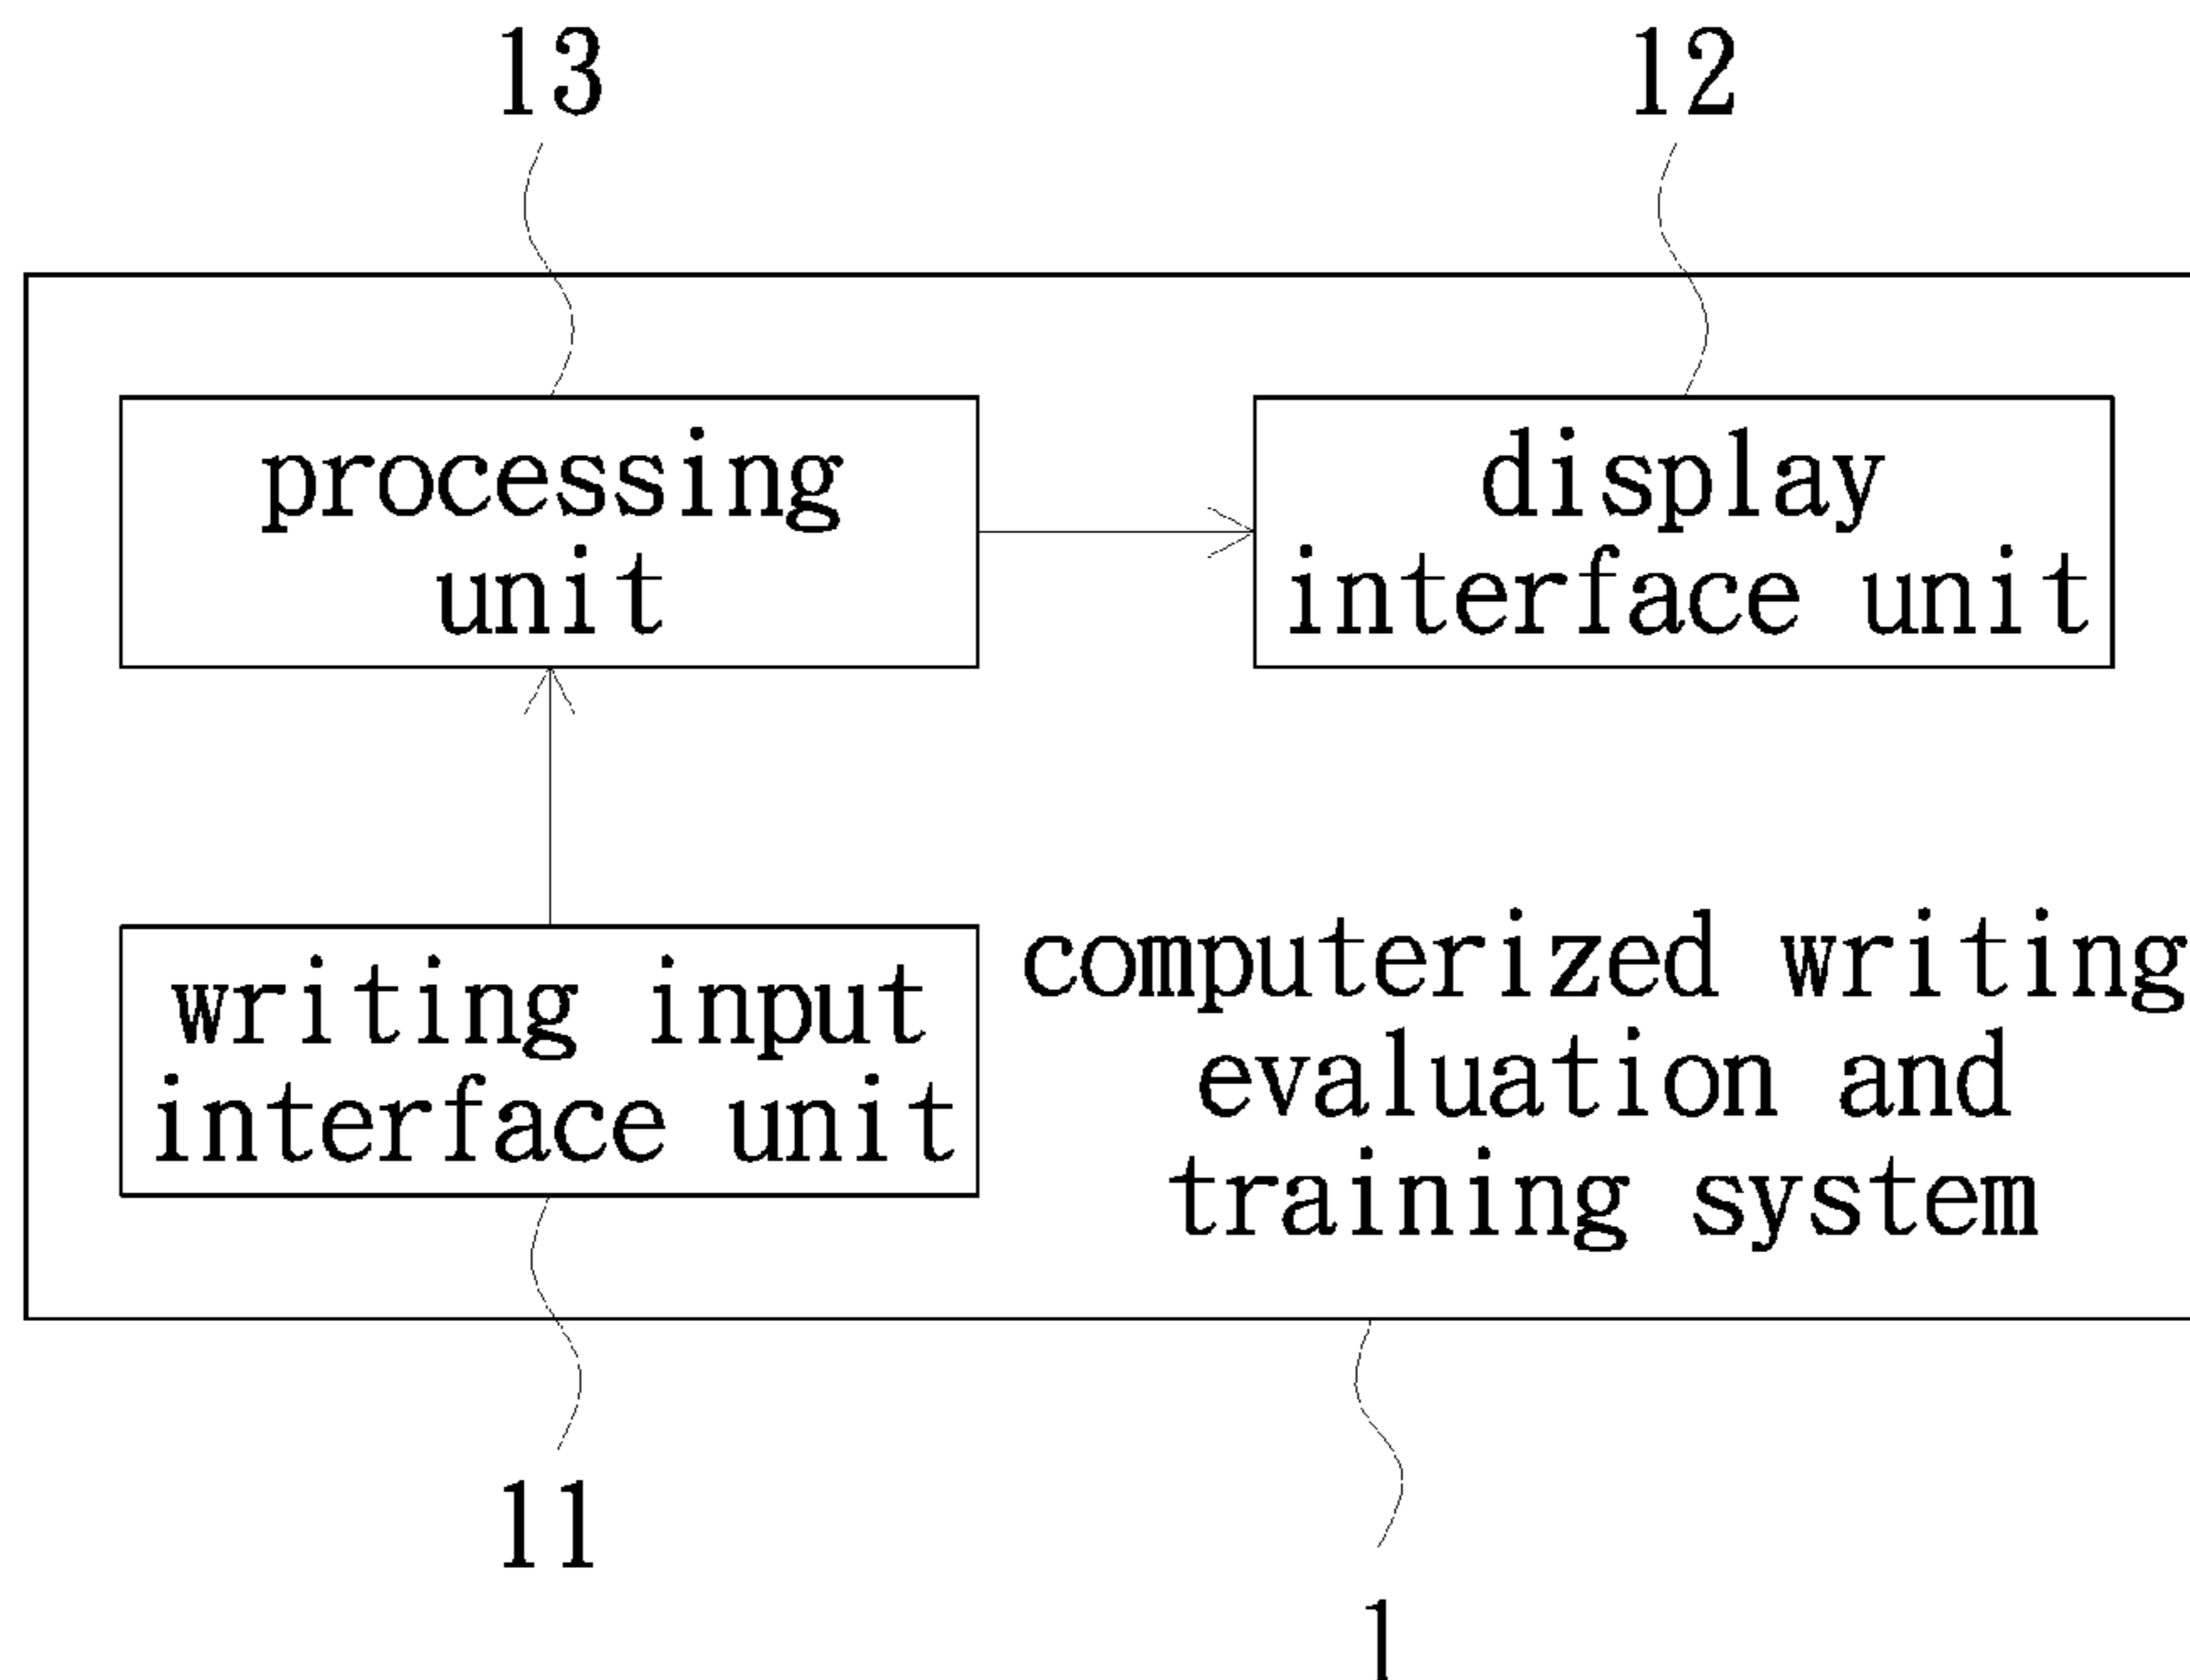 13
12
processing
unit
display
interface unit
writing input
interface unit
computerized writing
evaluation and
training system
11
1